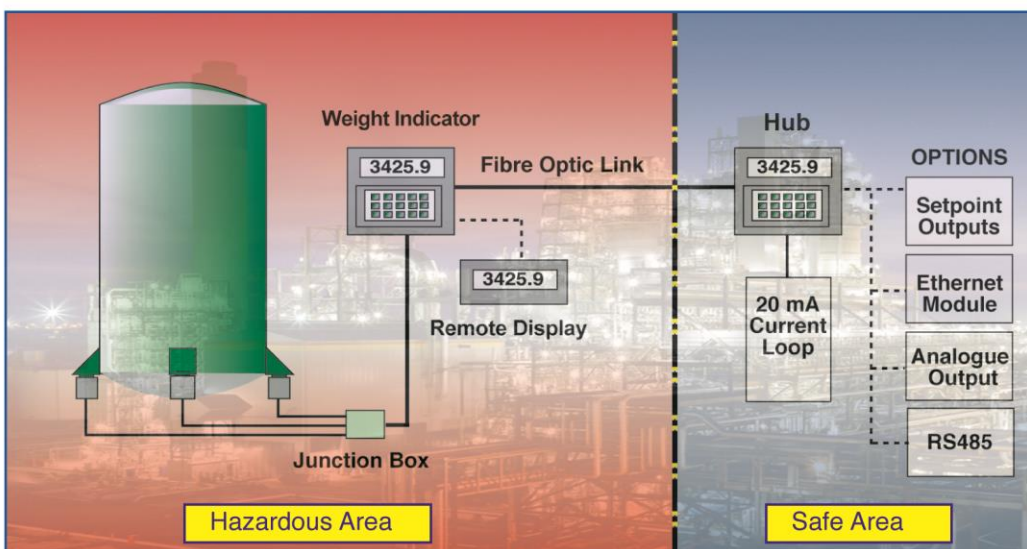 Weight Indicator
3425.9
Fibre Optic Link
3425.9
Remote Display
Junction Box
Hazardous Area
Hub
3425.9
20 mA
Current
Loop
OPTIONS
Setpoint
Outputs
Ethernet
Module
Analogue
Output
RS485
Safe Area